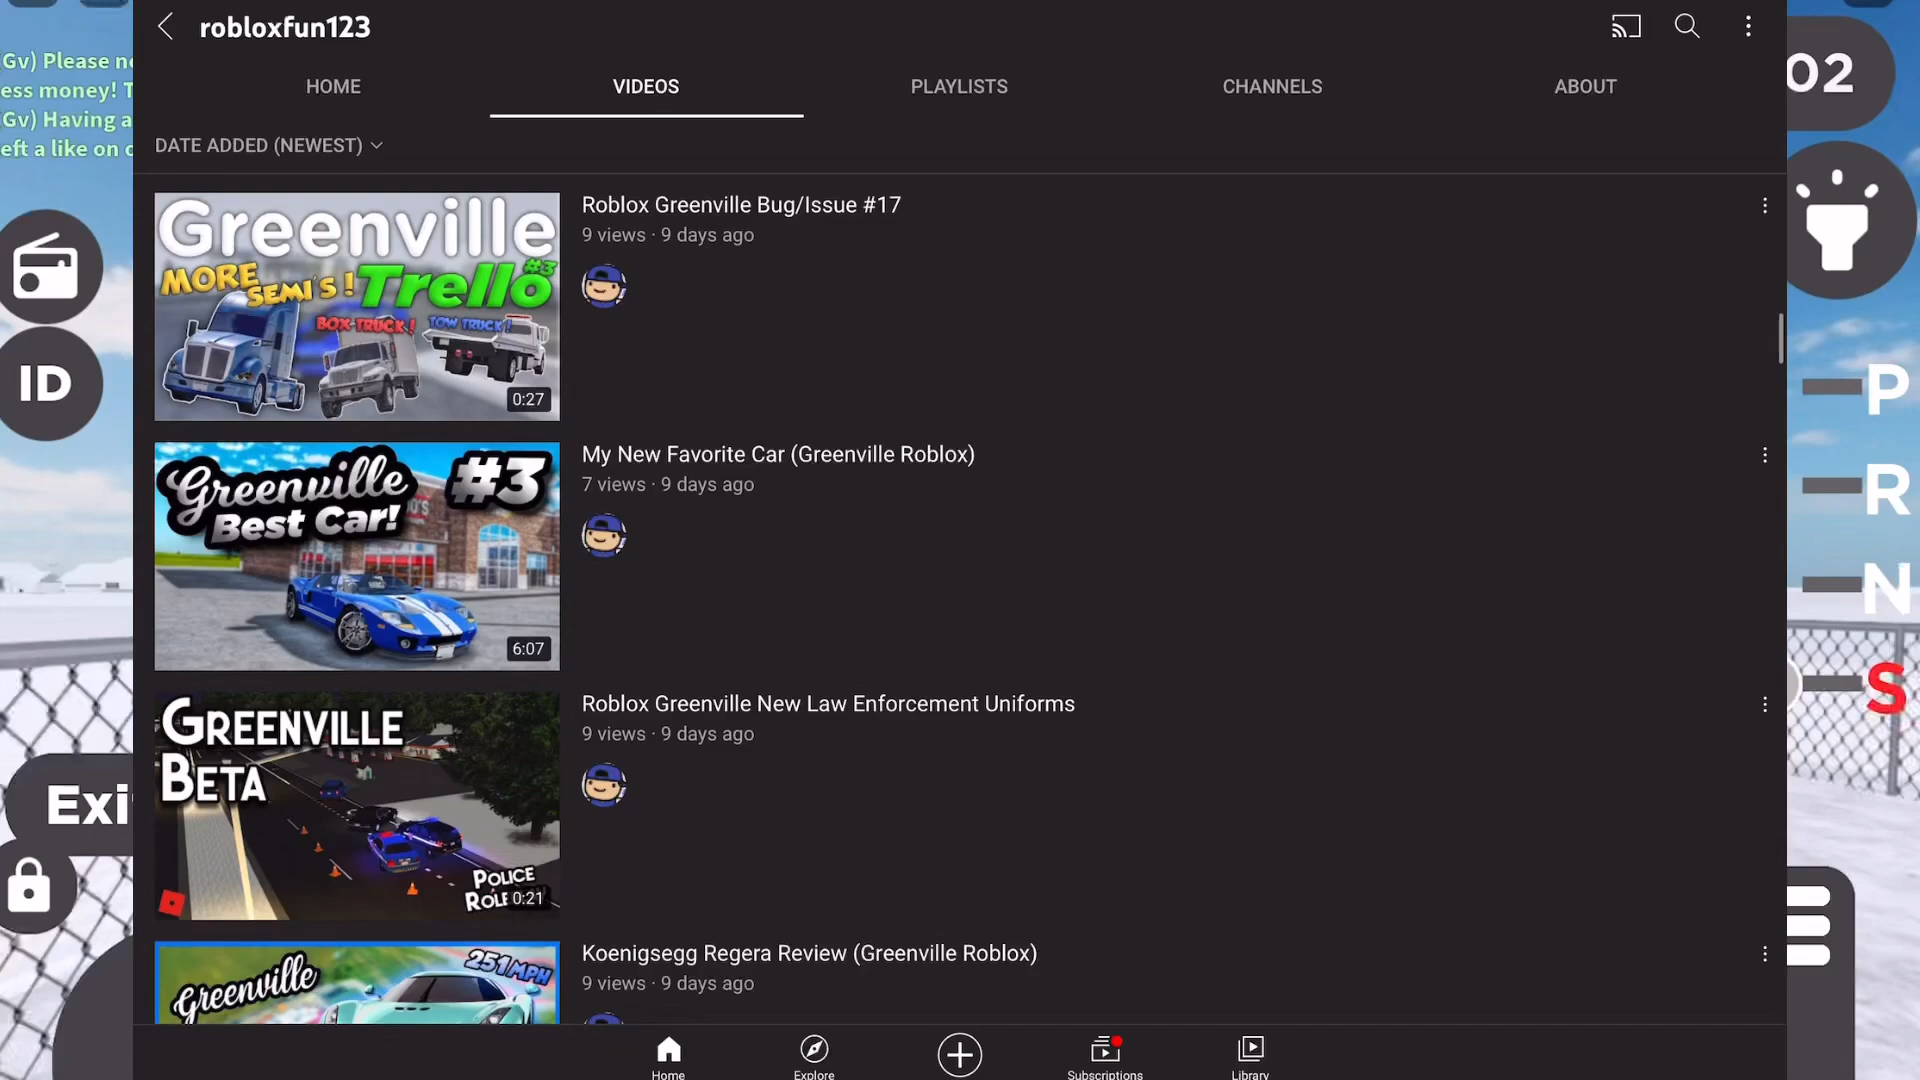 Gv) Please n
ess money! T
Gv) Having a
eft a like on
ID
Exi
robloxfun123
HOME
VIDEOS
PLAYLISTS
CHANNELS
ABOUT
DATE ADDED (NEWEST)
Greenville
MORE SEMI'S! Trello #3
BOX TRUCK! TOW TRUCK!
0:27
Roblox Greenville Bug/Issue #17
9 views · 9 days ago
Greenville #3
Best Car!
6:07
My New Favorite Car (Greenville Roblox)
7 views · 9 days ago
GREENVILLE
BETA
POLICE
ROLE
0:21
Roblox Greenville New Law Enforcement Uniforms
9 views · 9 days ago
Greenville
251 MPH
Koenigsegg Regera Review (Greenville Roblox)
9 views · 9 days ago
Home
Explore
Subscriptions
Library
02
P
R
N
S